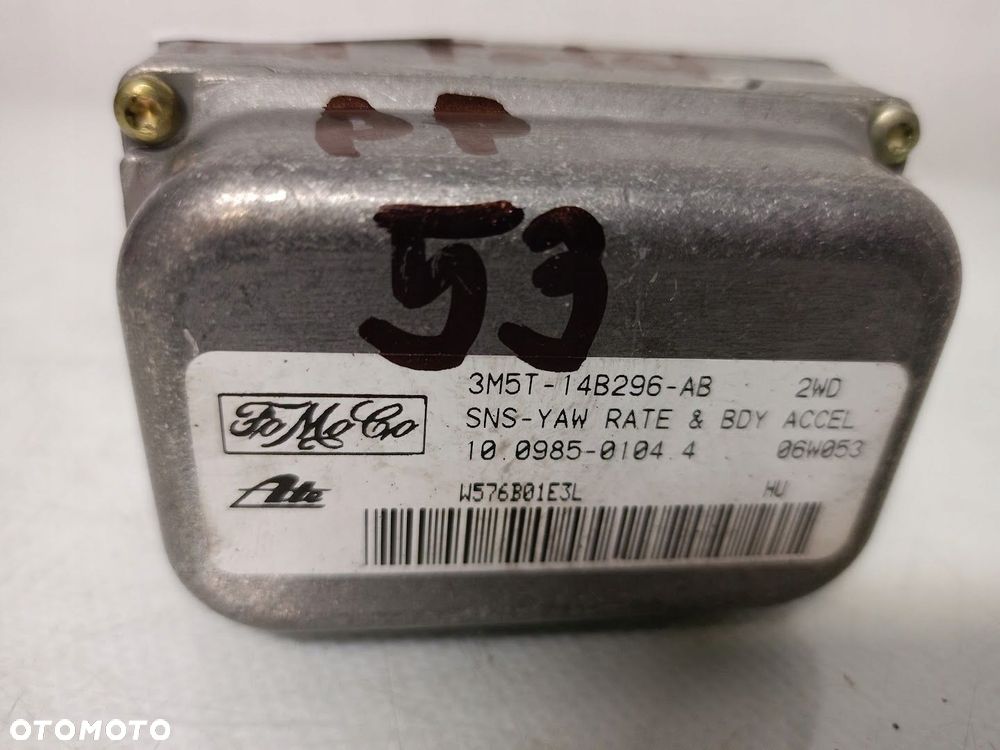 PP
53
3M5T-14B296-AB 2WD
FoMoCo SNS-YAW RATE & BDY ACCEL
10.0985-0104.4 06W053
Ate W576B01E3L HU
OTOMOTO